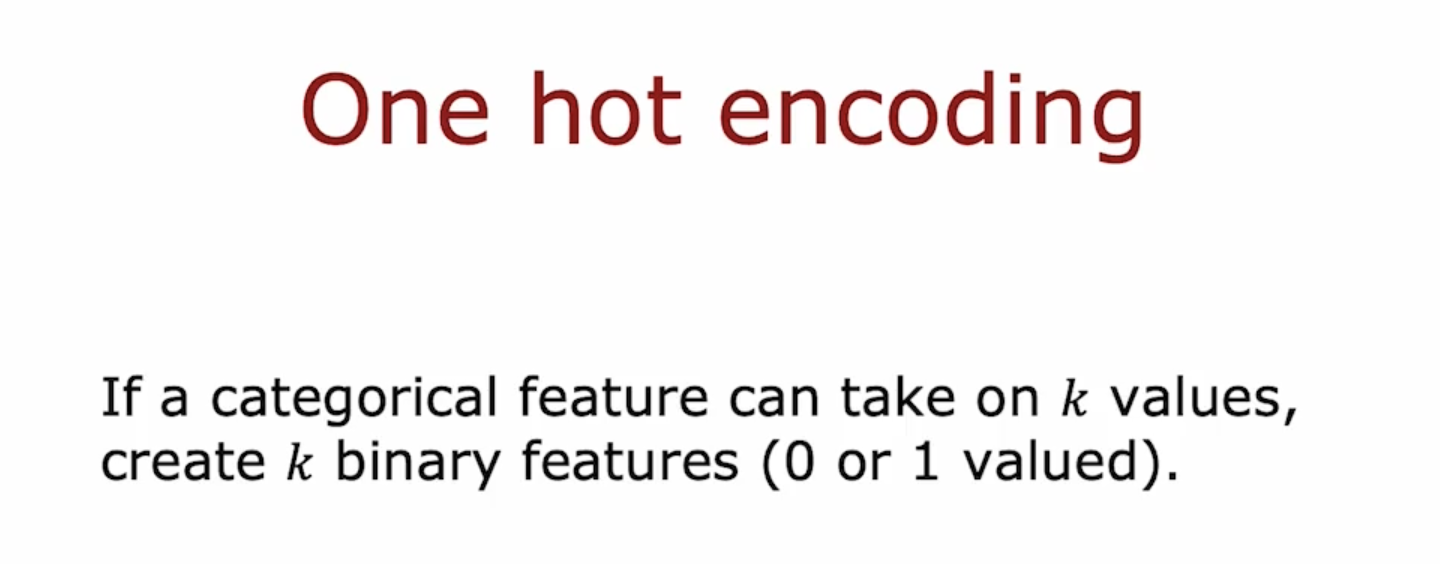 One hot encoding
If a categorical feature can take on k values,
create k binary features (0 or 1 valued).